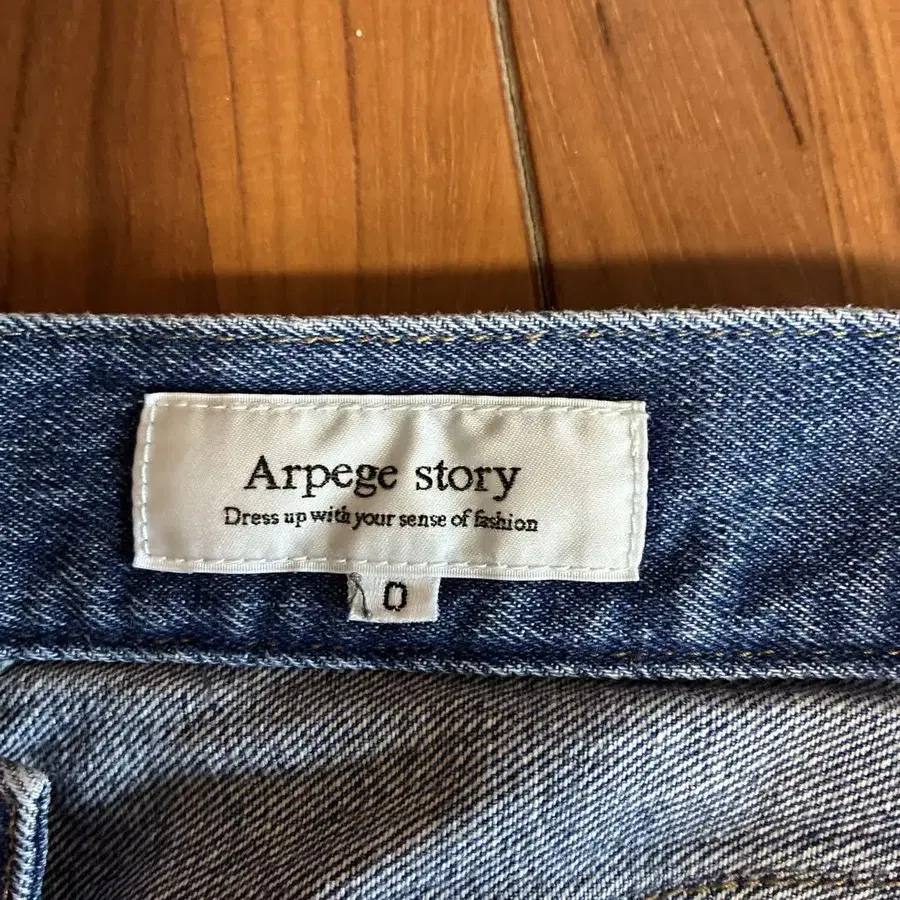 Arpege story
Dress up with your sense of fashion
0